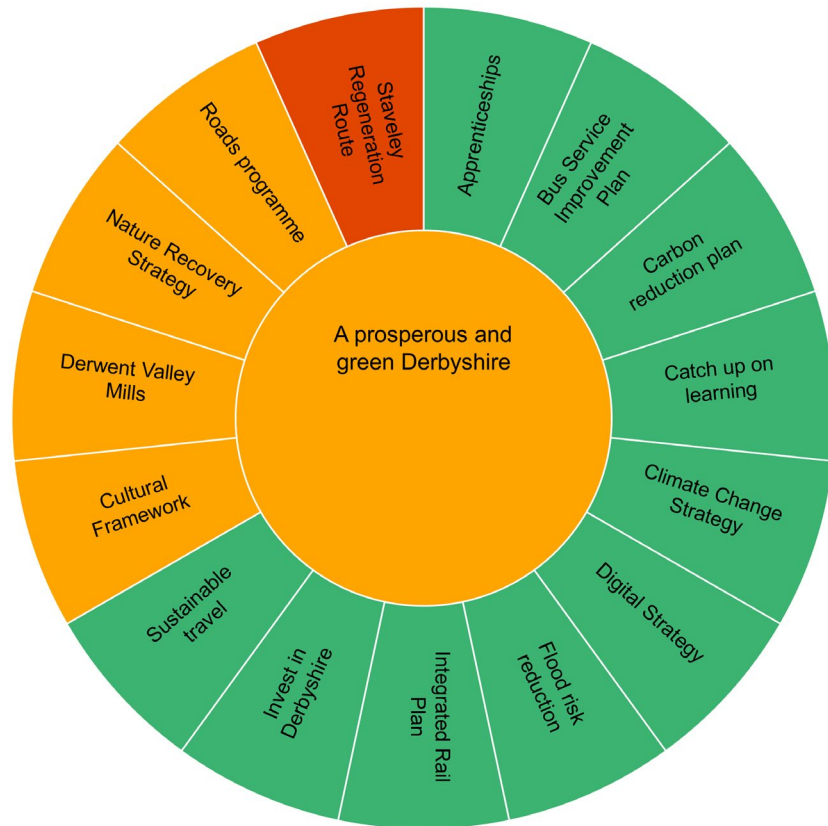 A prosperous and
green Derbyshire
Apprenticeships
Bus Service
Improvement
Plan
Carbon
reduction plan
Catch up on
learning
Climate Change
Strategy
Digital Strategy
Flood risk
reduction
Integrated Rail
Plan
Invest in
Derbyshire
Sustainable
travel
Cultural
Framework
Derwent Valley
Mills
Nature Recovery
Strategy
Roads programme
Staveley
Regeneration
Route